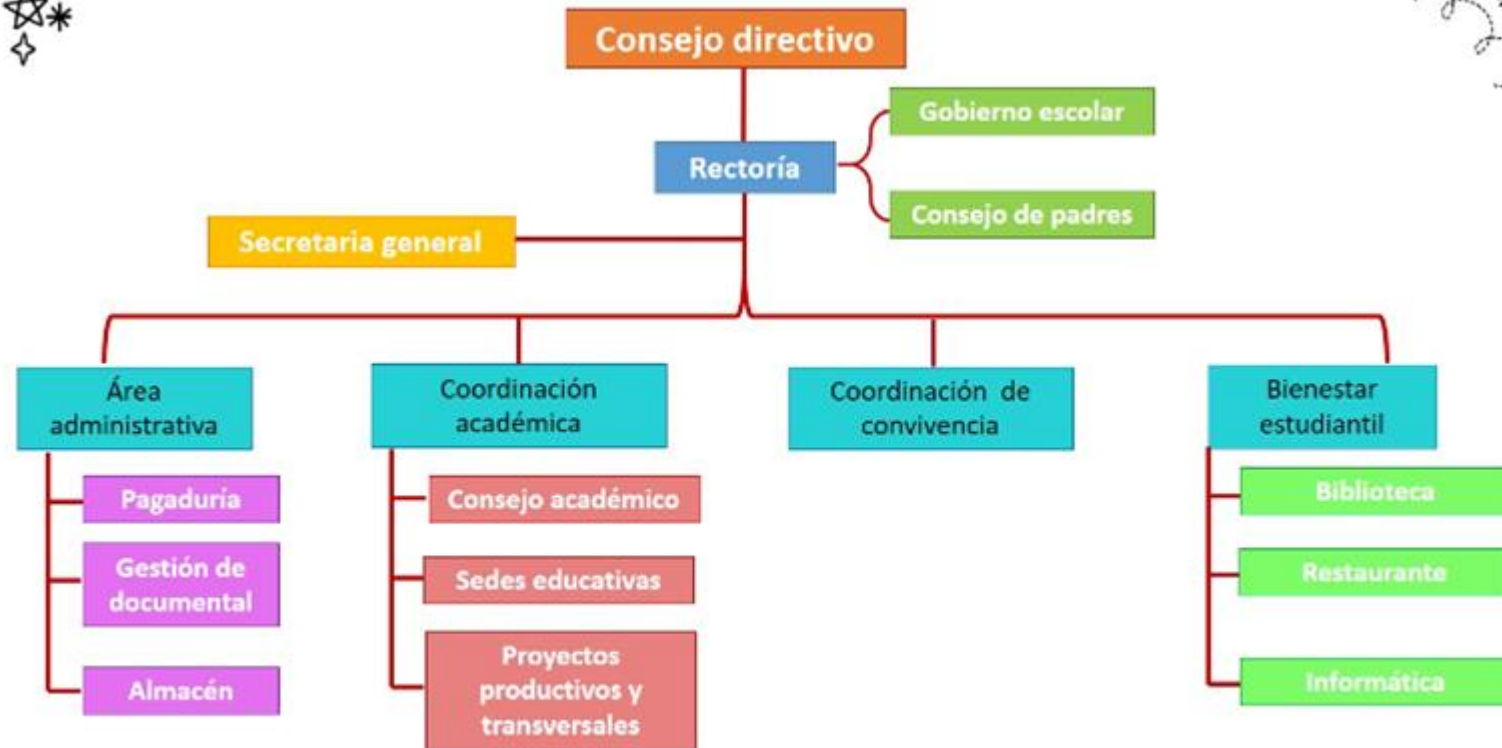 Consejo directivo
Gobierno escolar
Rectoría
Consejo de padres
Secretaria general
Área
administrativa
Pagaduría
Gestión de
documental
Almacén
Coordinación
académica
Consejo académico
Sedes educativas
Proyectos
productivos y
transversales
Coordinación de
convivencia
Bienestar
estudiantil
Biblioteca
Restaurante
Informática